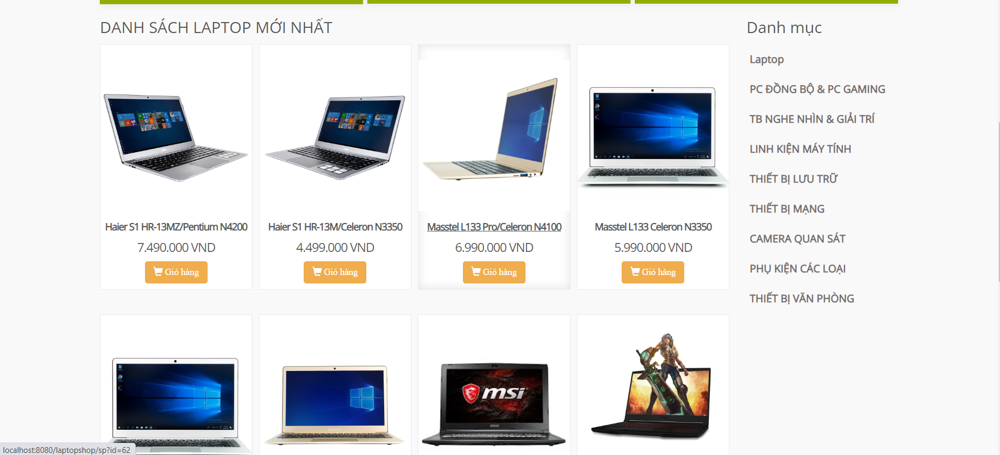 DANH SÁCH LAPTOP MỚI NHẤT
Haier S1 HR-13MZ/Pentium N4200
7.490.000 VND
Giỏ hàng
Haier S1 HR-13M/Celeron N3350
4.499.000 VND
Giỏ hàng
Masstel L133 Pro/Celeron N4100
6.990.000 VND
Giỏ hàng
Masstel L133 Celeron N3350
5.990.000 VND
Giỏ hàng
msi
msi
Danh mục
Laptop
PC ĐỒNG BỘ & PC GAMING
TB NGHE NHÌN & GIẢI TRÍ
LINH KIỆN MÁY TÍNH
THIẾT BỊ LƯU TRỮ
THIẾT BỊ MẠNG
CAMERA QUAN SÁT
PHỤ KIỆN CÁC LOẠI
THIẾT BỊ VĂN PHÒNG
localhost:8080/laptopshop/sp?id=62